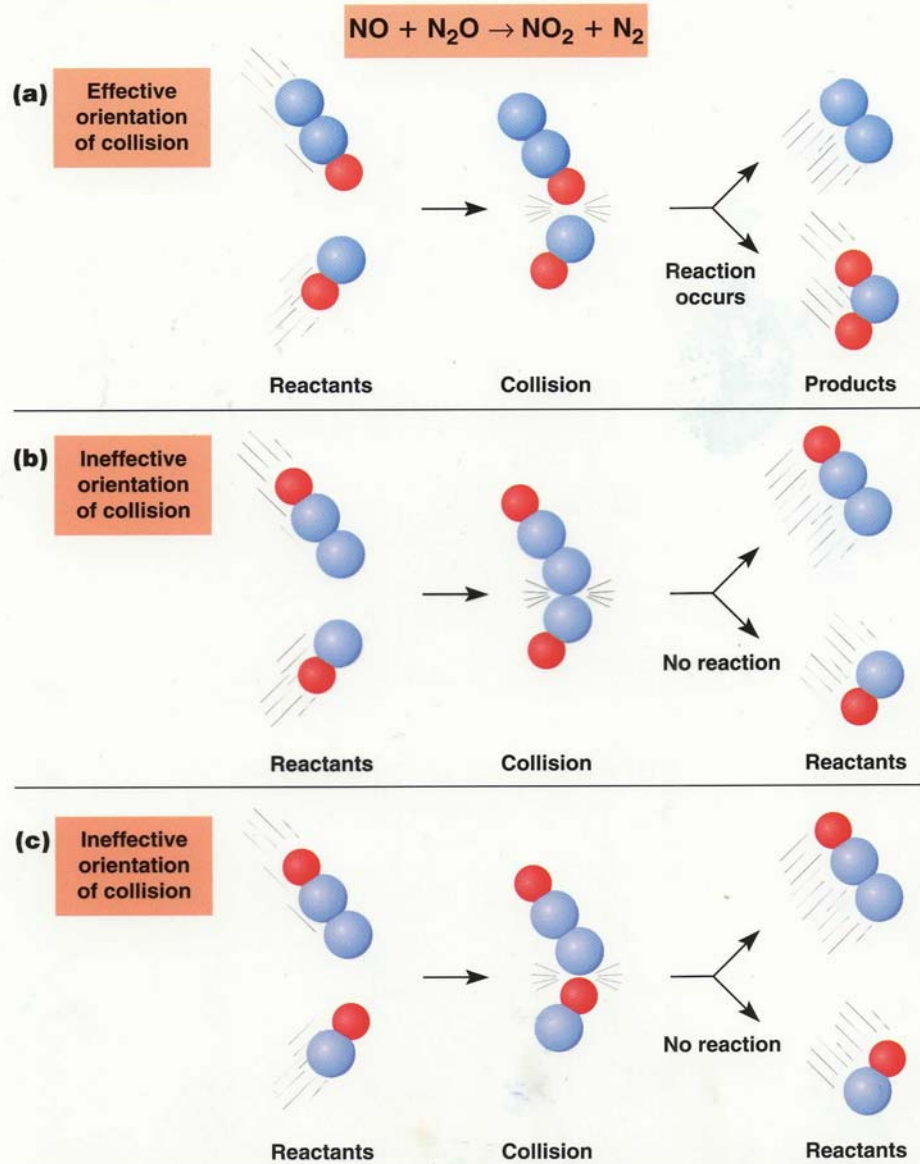 NO + N₂O → NO₂ + N₂
(a)
Effective
orientation
of collision
Reaction
occurs
Reactants
Collision
Products
(b)
Ineffective
orientation
of collision
No reaction
Reactants
Collision
Reactants
(c)
Ineffective
orientation
of collision
No reaction
Reactants
Collision
Reactants